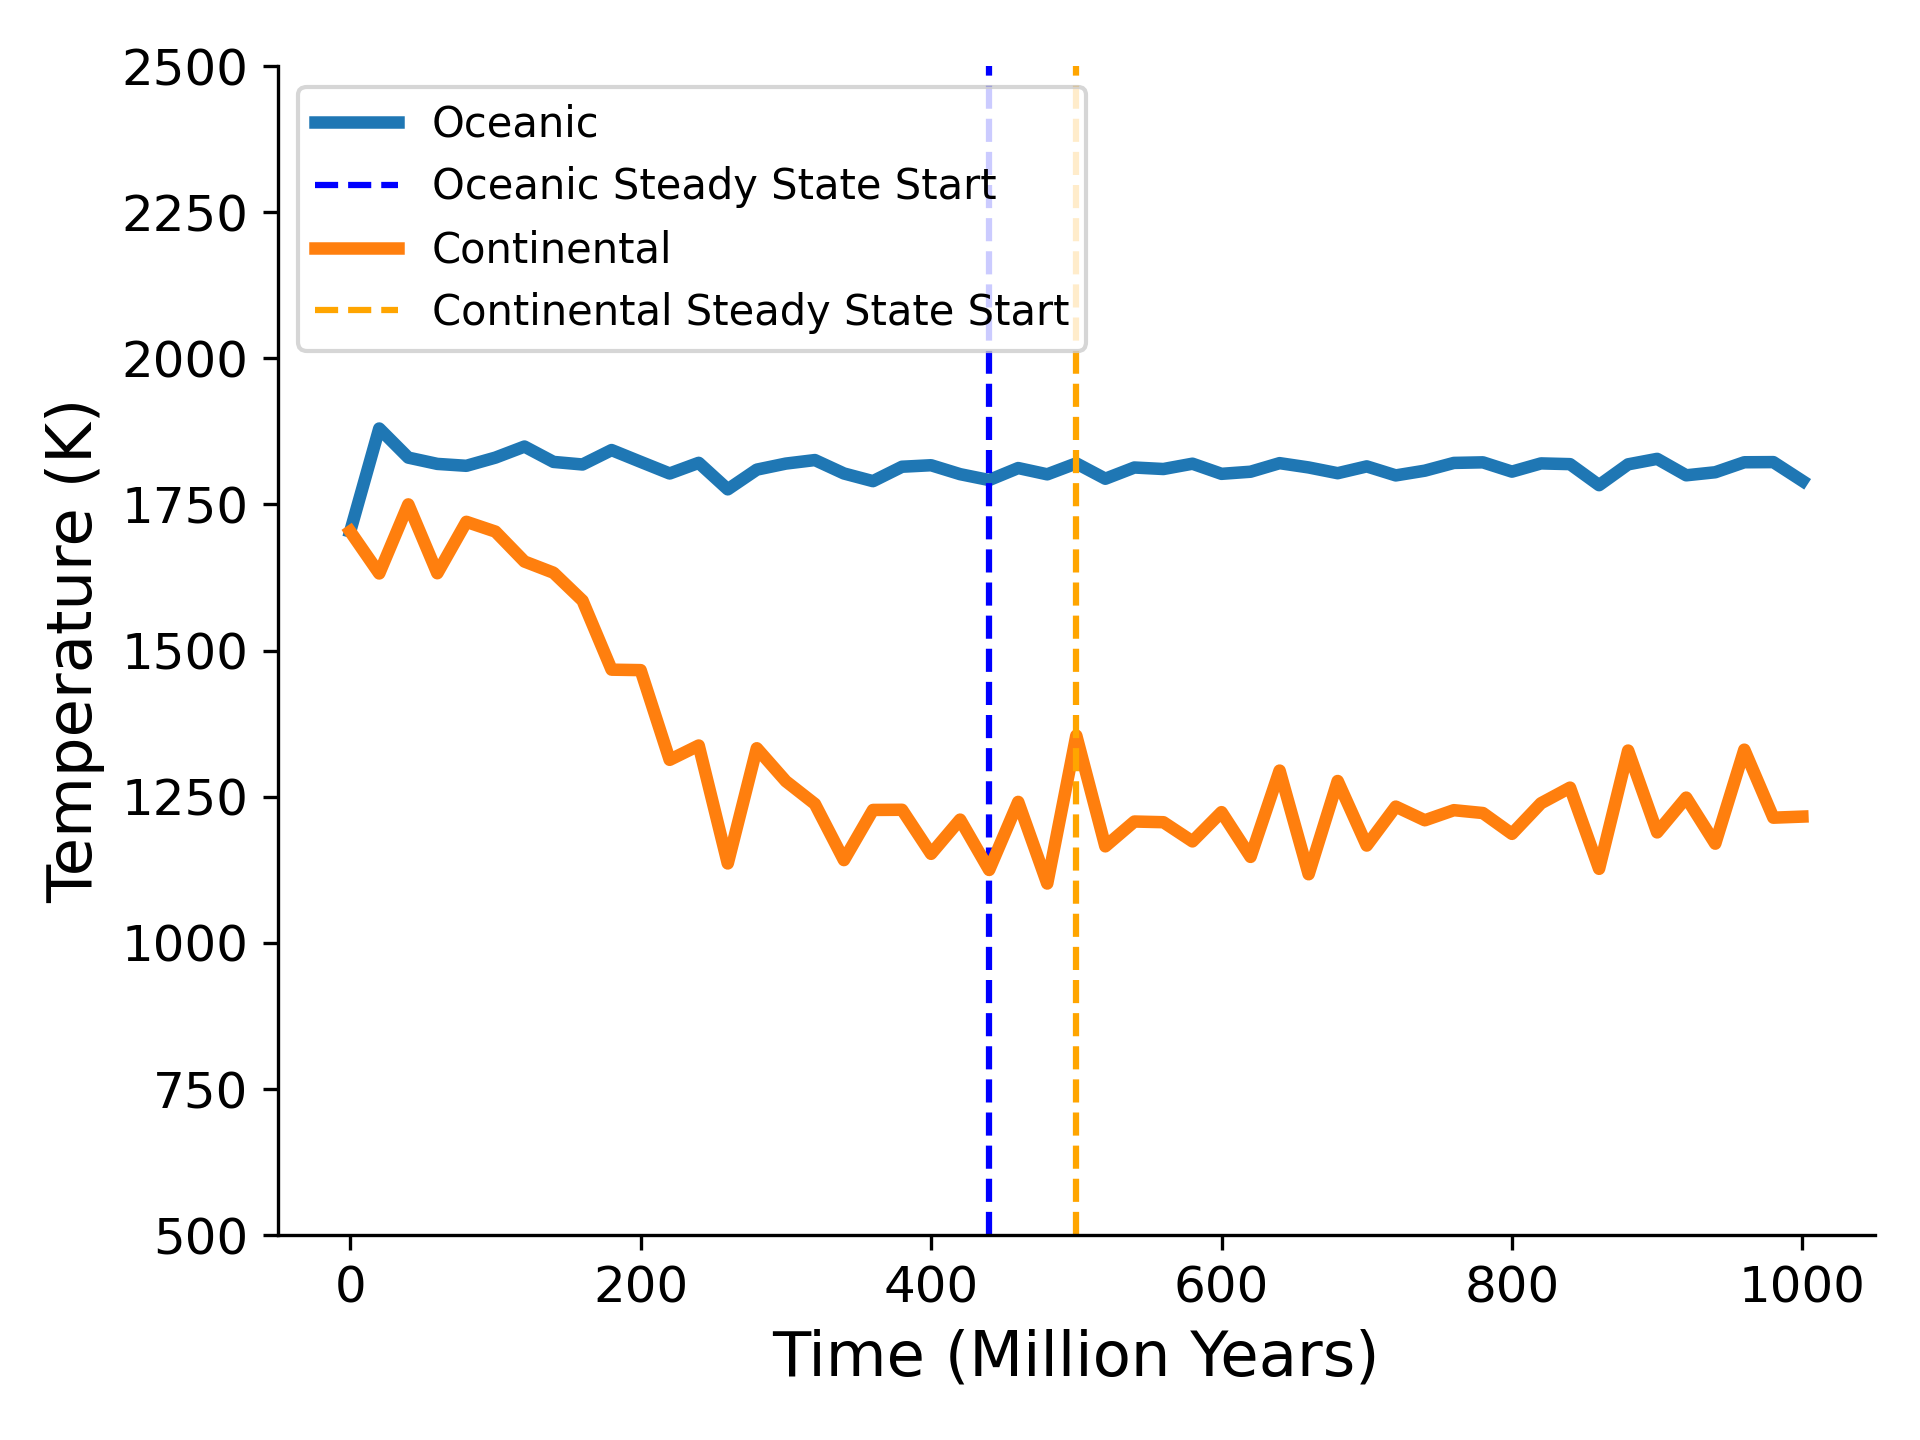 2500
2250
2000
1750
1500
1250
1000
750
500
Temperature (K)
Oceanic
Oceanic Steady State Start
Continental
Continental Steady State Start
0 200 400 600 800 1000
Time (Million Years)